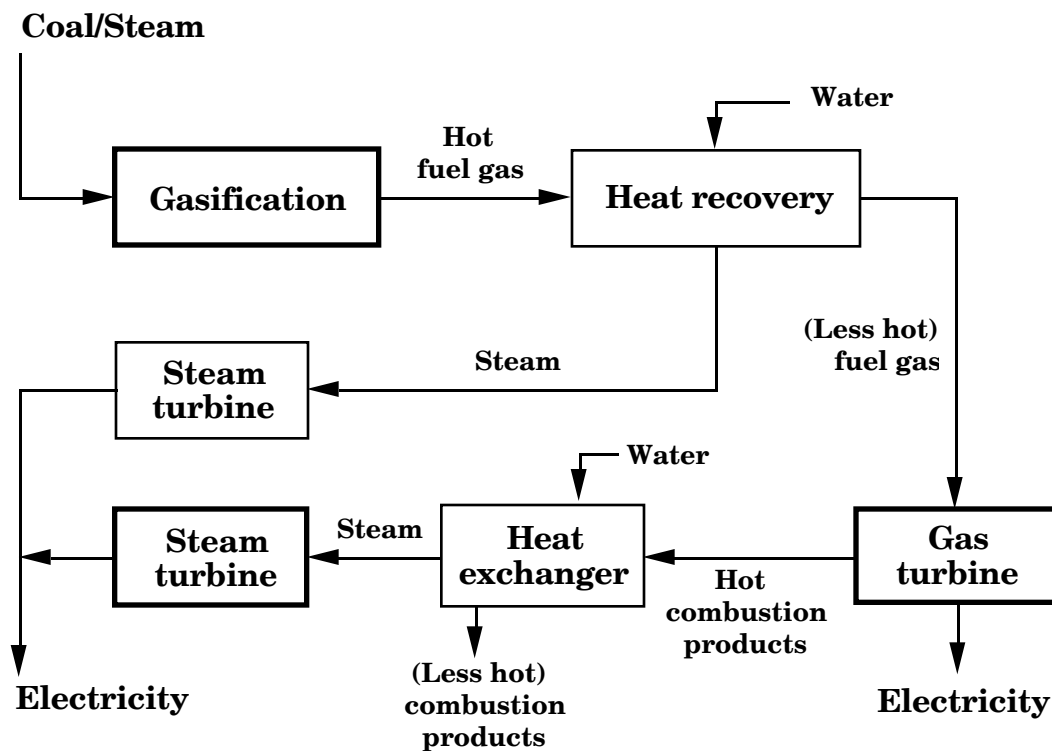 Coal/Steam
Water
Hot
fuel gas
Gasification
Heat recovery
(Less hot)
fuel gas
Steam
Steam
turbine
Water
Steam
turbine
Steam
Heat
exchanger
Gas
turbine
Hot
combustion
products
(Less hot)
combustion
products
Electricity
Electricity